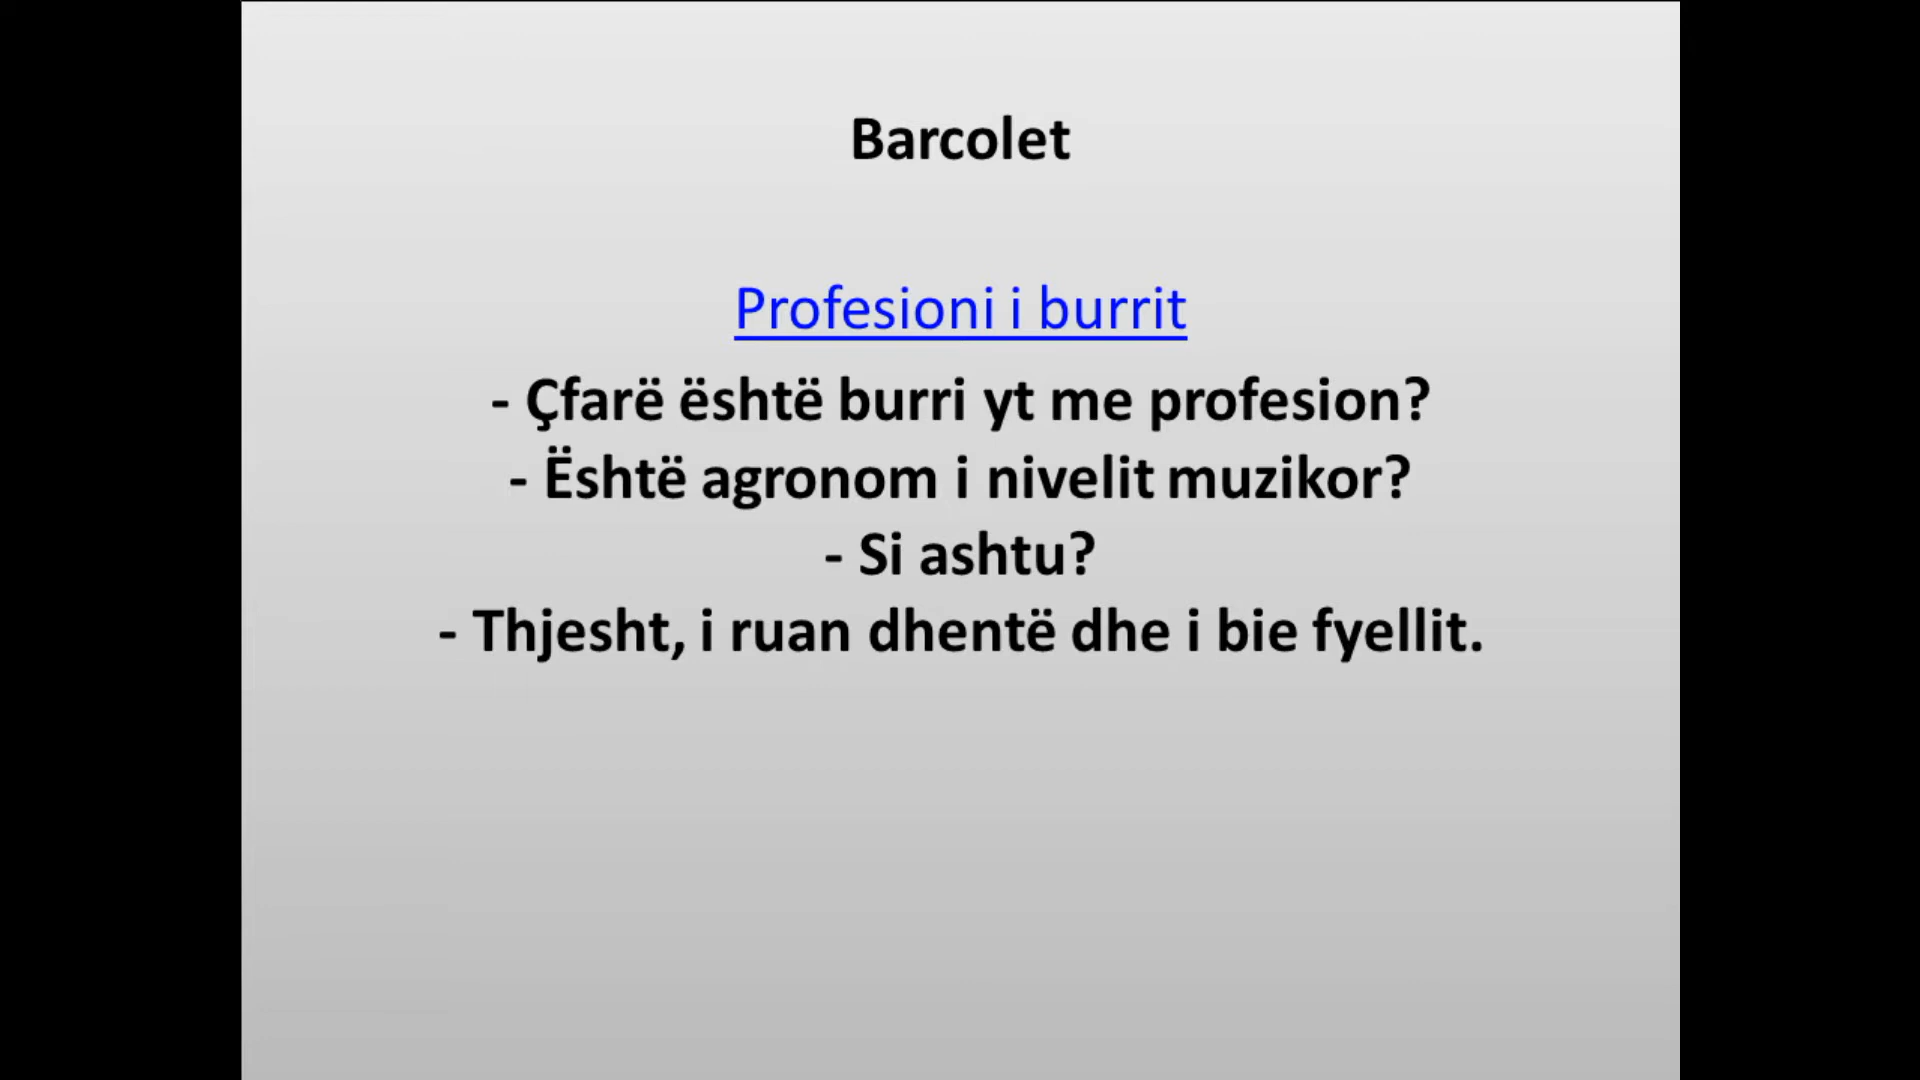 Barcolet
Profesioni i burrit
- Çfarë është burri yt me profesion?
- Është agronom i nivelit muzikor?
- Si ashtu?
- Thjesht, i ruan dhentë dhe i bie fyellit.